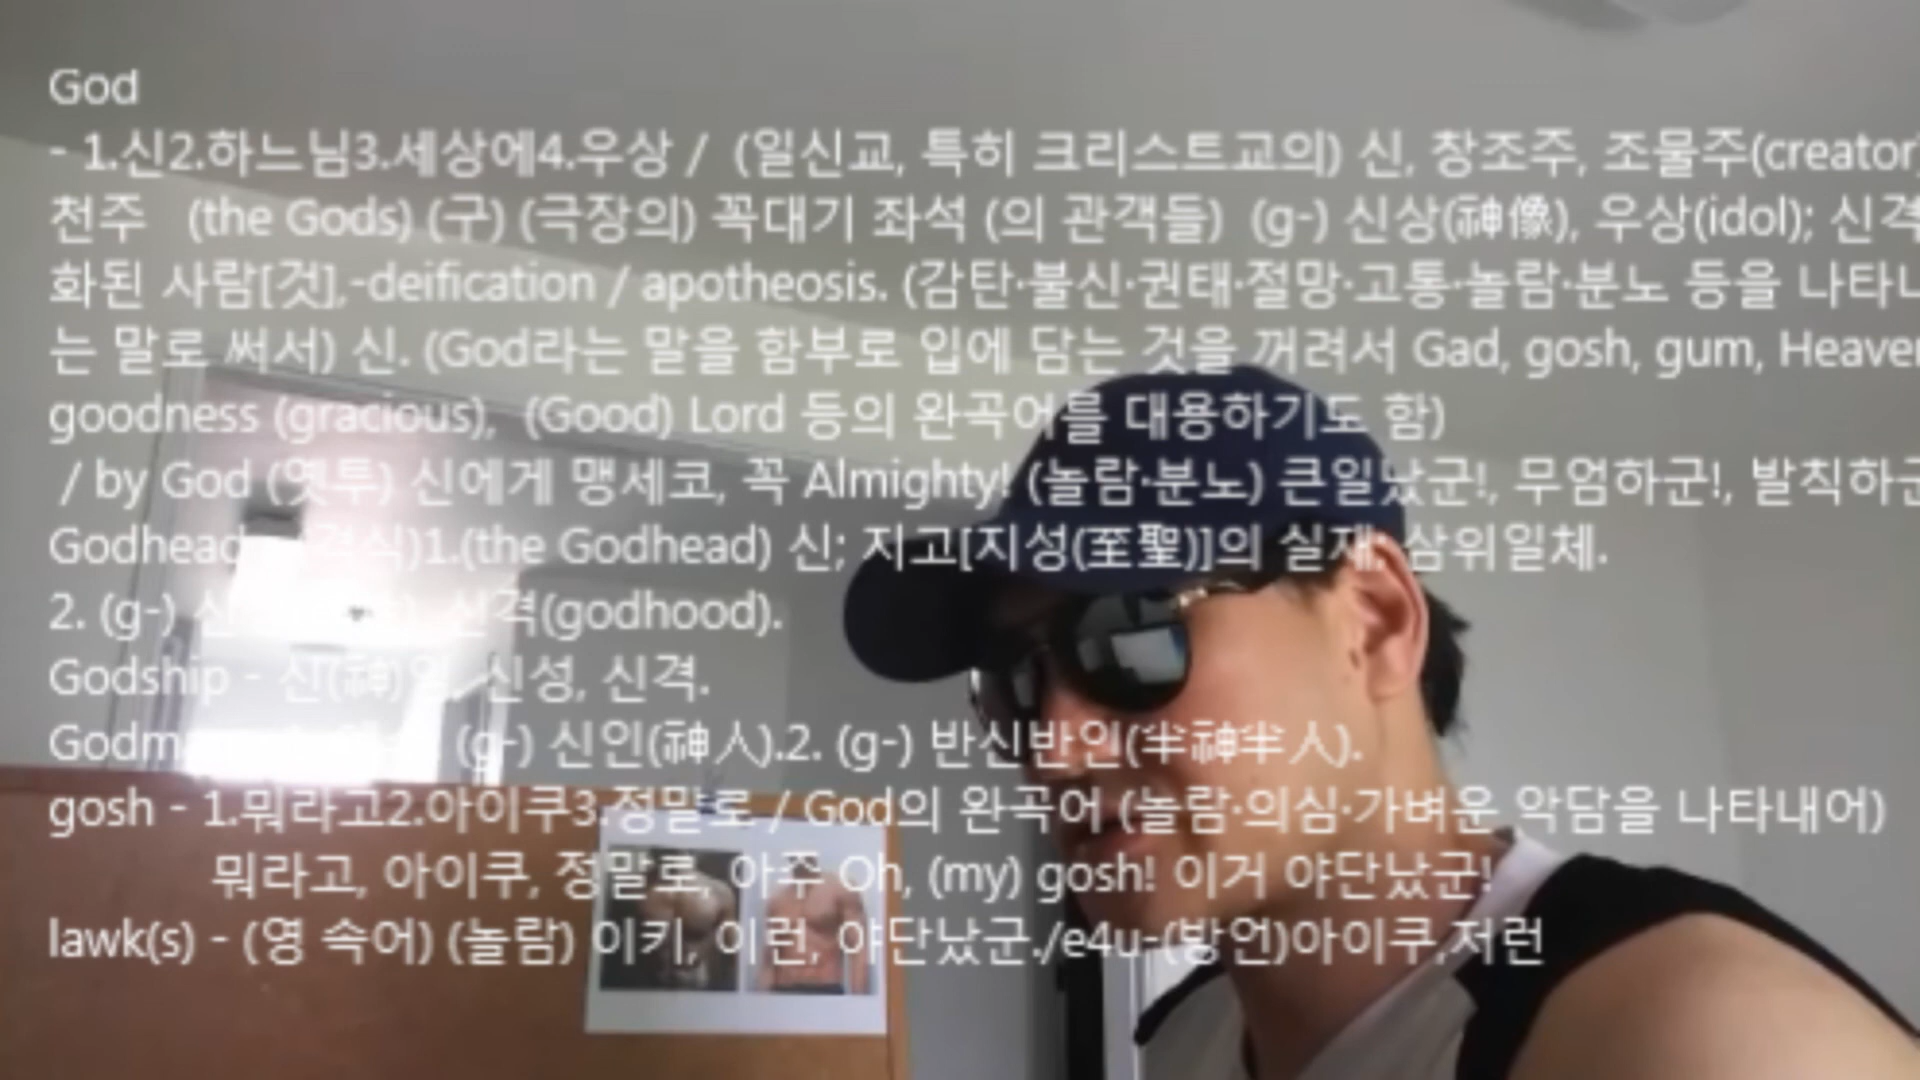 God
- 1.신2.하느님3.세상에4.우상 / (일신교, 특히 크리스트교의) 신, 창조주, 조물주(creator)
천주 (the Gods) (구) (극장의) 꼭대기 좌석 (의 관객들) (g-) 신상(神像), 우상(idol); 신격
화된 사람[것],-deification / apotheosis. (감탄·불신·권태·절망·고통·놀람·분노 등을 나타내
는 말로 써서) 신. (God라는 말을 함부로 입에 담는 것을 꺼려서 Gad, gosh, gum, Heaven
goodness (gracious), (Good) Lord 등의 완곡어를 대용하기도 함)
/ by God (옛투) 신에게 맹세코, 꼭 Almighty! (놀람·분노) 큰일났군!, 무엄하군!, 발칙하군
Godhead 격식)1.(the Godhead) 신; 지고[지성(至聖)]의 실재; 삼위일체.
2. (g-) 신격(godhood).
Godship - 신(神)임, 신성, 신격.
(g-) 신인(神人).2. (g-) 반신반인(半神半人).
gosh - 1.뭐라고2.아이쿠3.정말로 / God의 완곡어 (놀람·의심·가벼운 악담을 나타내어)
뭐라고, 아이쿠, 정말로, 아주 Oh, (my) gosh! 이거 야단났군!
lawk(s) - (영 속어) (놀람) 이키, 이런, 야단났군./e4u-(방언)아이쿠,저런